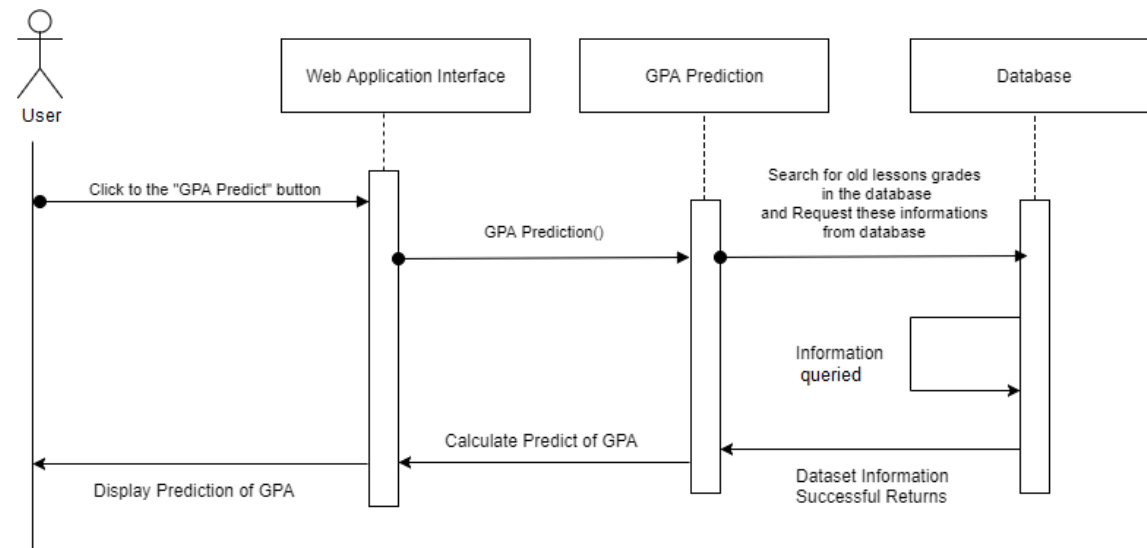 User
Web Application Interface
GPA Prediction
Database
Click to the "GPA Predict" button
GPA Prediction()
Search for old lessons grades
in the database
and Request these informations
from database
Information
queried
Calculate Predict of GPA
Display Prediction of GPA
Dataset Information
Successful Returns